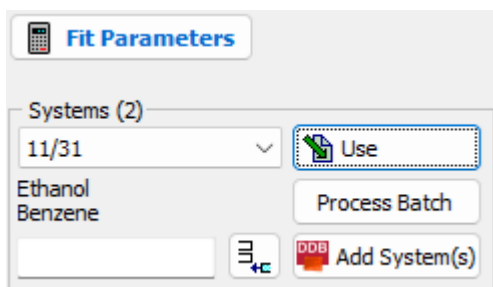 Fit Parameters
Systems (2)
11/31
Use
Ethanol
Benzene
Process Batch
DDB
Add System(s)